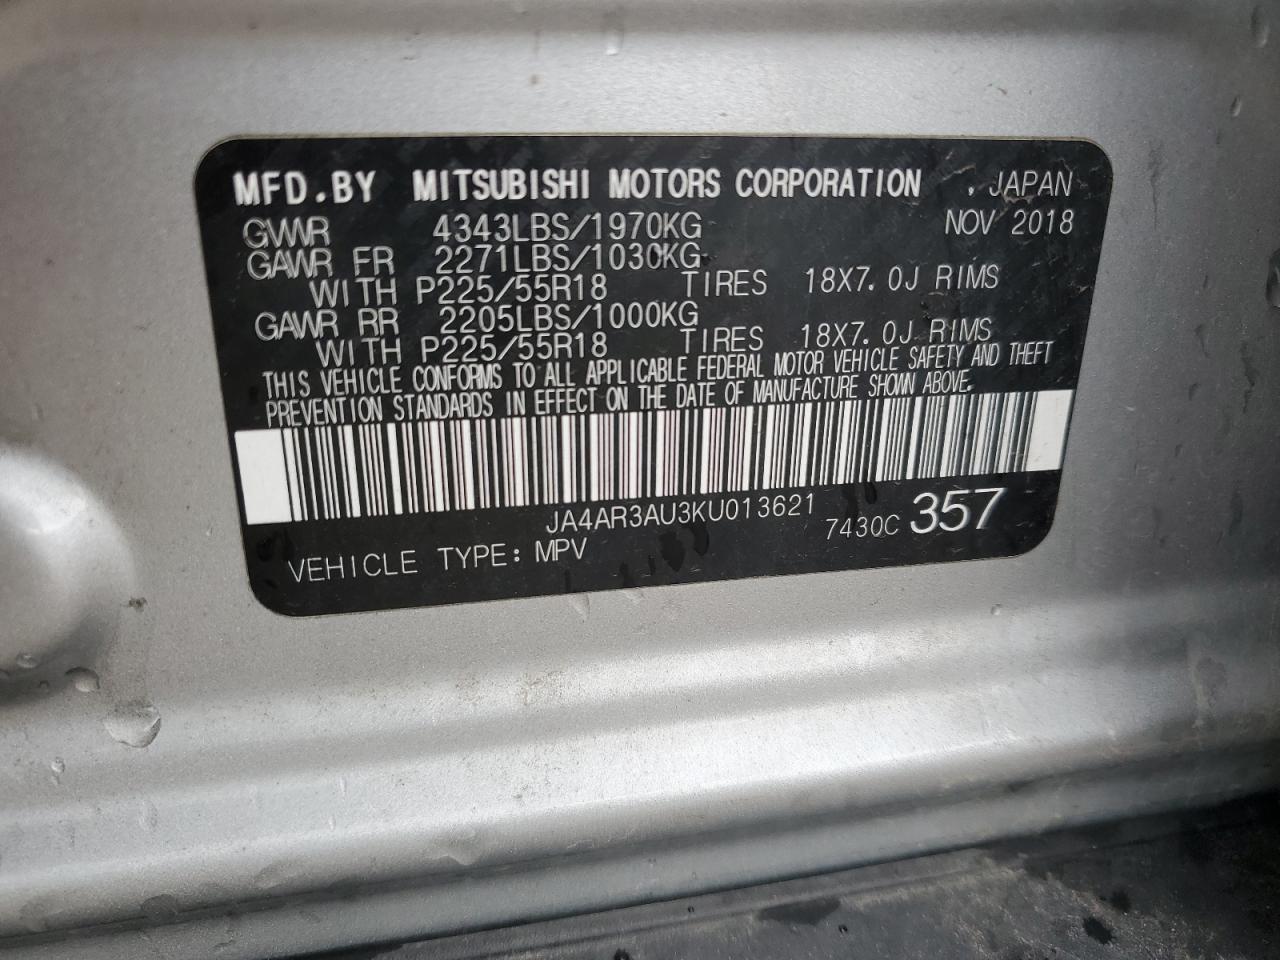 MFD.BY MITSUBISHI MOTORS CORPORATION , JAPAN
GVWR 4343LBS/1970KG NOV 2018
GAWR FR 2271LBS/1030KG
WITH P225/55R18 TIRES 18X7.0J RIMS
GAWR RR 2205LBS/1000KG
WITH P225/55R18 TIRES 18X7.0J RIMS
THIS VEHICLE CONFORMS TO ALL APPLICABLE FEDERAL MOTOR VEHICLE SAFETY AND THEFT
PREVENTION STANDARDS IN EFFECT ON THE DATE OF MANUFACTURE SHOWN ABOVE.
JA4AR3AU3KU013621
7430C 357
VEHICLE TYPE: MPV